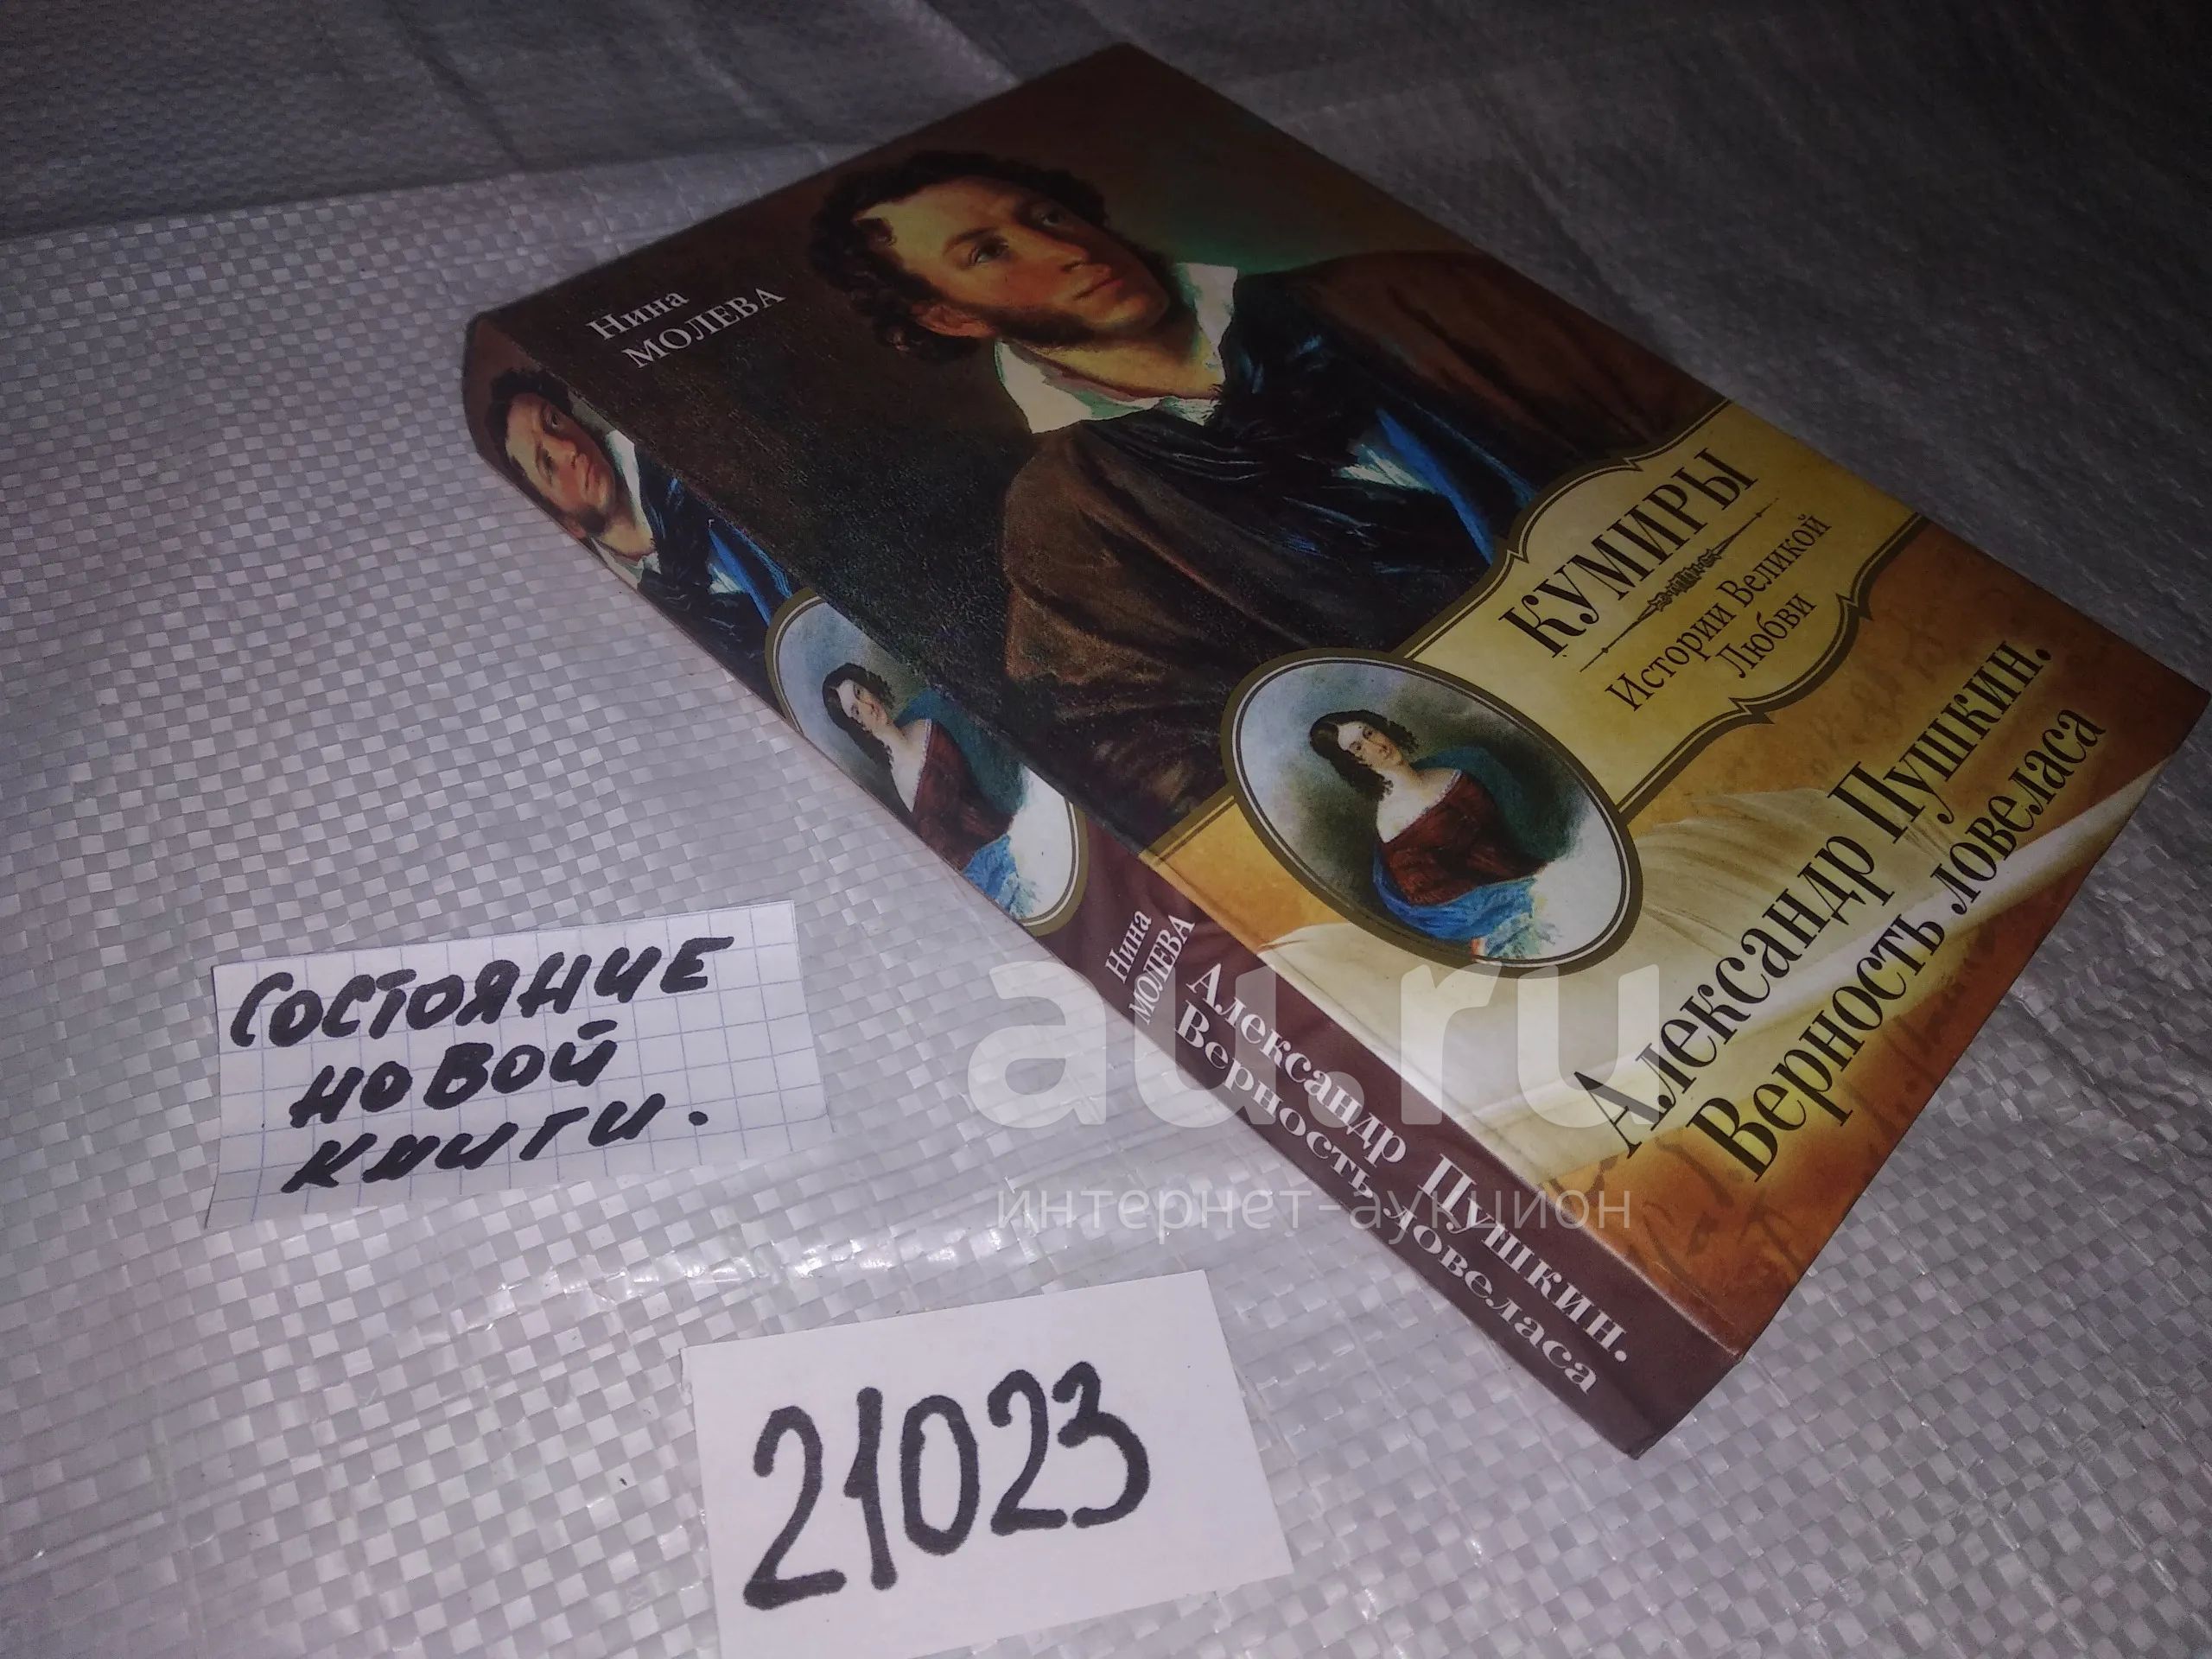 Нина
МОЛЕВА
КУМИРЫ
Истории Великой
Любви
Александр Пушкин.
Верность ловеласа
Нина
МОЛЕВА
Александр Пушкин.
Верность ловеласа
au.ru
интернет-аукцион
СОСТОЯНИЕ
НОВОЙ
КНИГИ.
21023